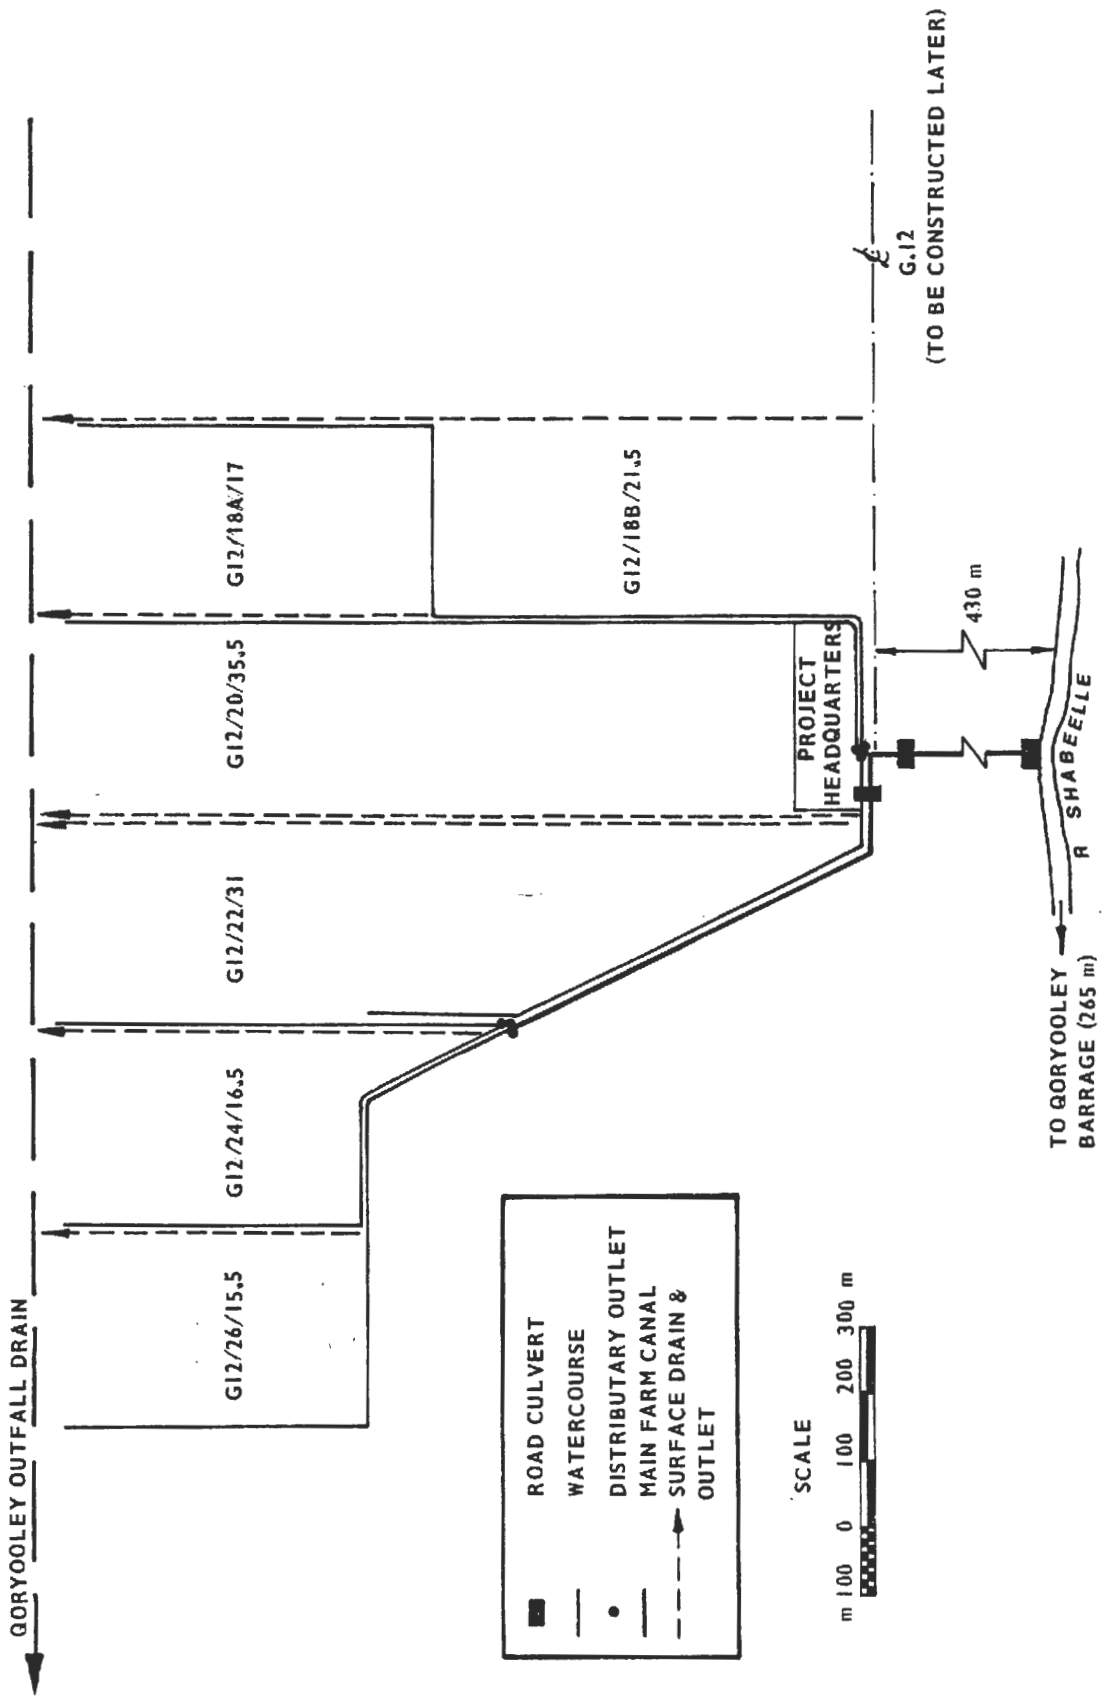 QORYOOLEY OUTFALL DRAIN
G12/26/15.5
G12/24/16.5
G12/22/31
G12/20/35.5
G12/18A/17
G12/18B/21.5
PROJECT
HEADQUARTERS
℄
G.12
(TO BE CONSTRUCTED LATER)
430 m
R SHABEELLE
TO QORYOOLEY
BARRAGE (265 m)
ROAD CULVERT
WATERCOURSE
DISTRIBUTARY OUTLET
MAIN FARM CANAL
SURFACE DRAIN &
OUTLET
SCALE
m 100 0 100 200 300 m